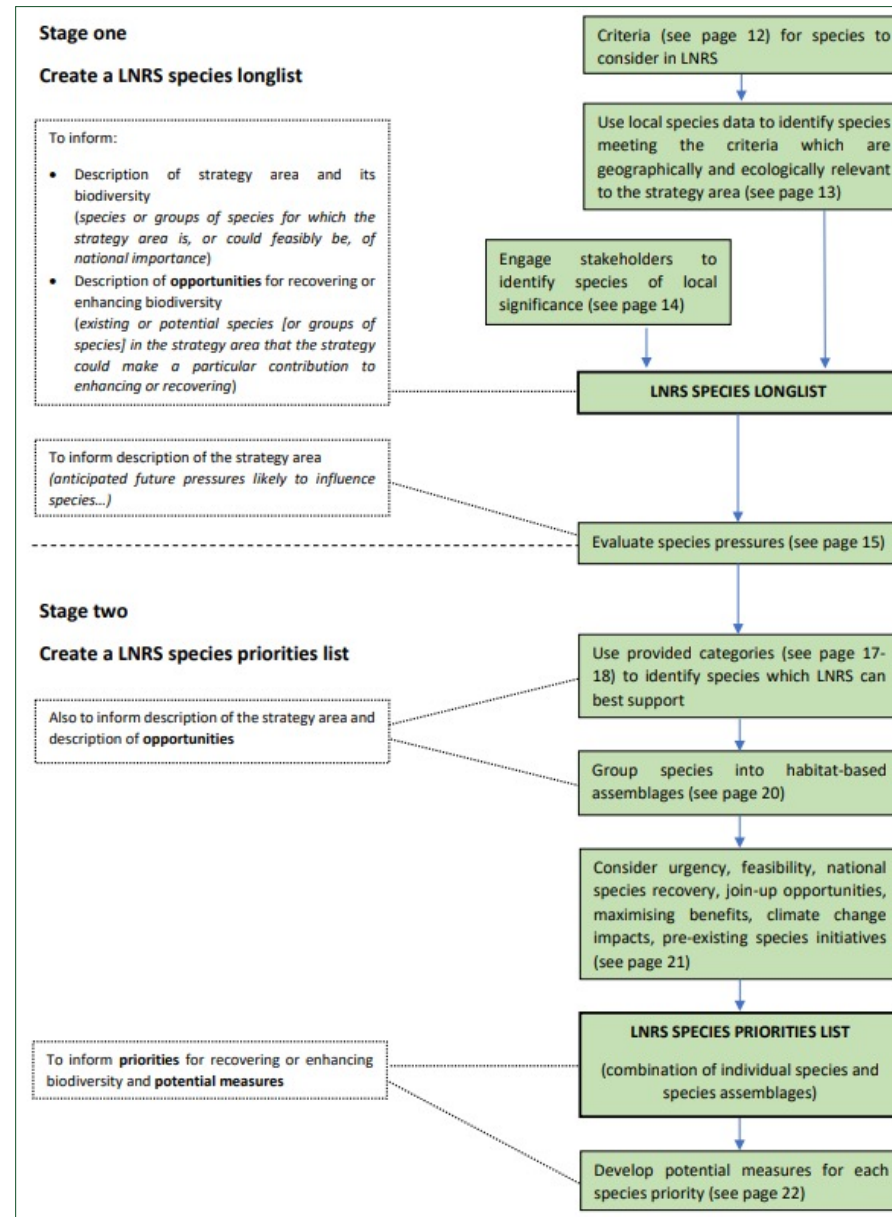 Stage one
Create a LNRS species longlist
Criteria (see page 12) for species to
consider in LNRS
Use local species data to identify species
meeting the criteria which are
geographically and ecologically relevant
to the strategy area (see page 13)
To inform:
• Description of strategy area and its
biodiversity
(species or groups of species for which the
strategy area is, or could feasibly be, of
national importance)
• Description of opportunities for recovering or
enhancing biodiversity
(existing or potential species [or groups of
species] in the strategy area that the strategy
could make a particular contribution to
enhancing or recovering)
Engage stakeholders to
identify species of local
significance (see page 14)
LNRS SPECIES LONGLIST
To inform description of the strategy area
(anticipated future pressures likely to influence
species...)
Evaluate species pressures (see page 15)
Stage two
Create a LNRS species priorities list
Use provided categories (see page 17-
18) to identify species which LNRS can
best support
Also to inform description of the strategy area and
description of opportunities
Group species into habitat-based
assemblages (see page 20)
Consider urgency, feasibility, national
species recovery, join-up opportunities,
maximising benefits, climate change
impacts, pre-existing species initiatives
(see page 21)
LNRS SPECIES PRIORITIES LIST
(combination of individual species and
species assemblages)
To inform priorities for recovering or enhancing
biodiversity and potential measures
Develop potential measures for each
species priority (see page 22)